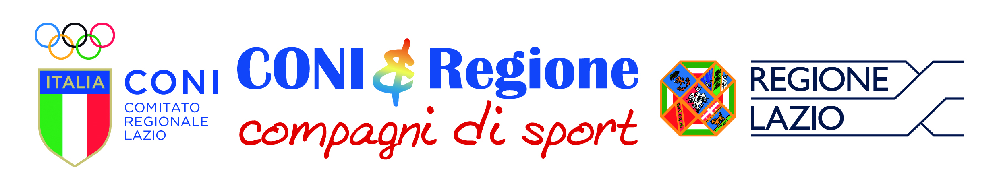 ITALIA
CONI
COMITATO
REGIONALE
LAZIO
CONI & Regione
compagni di sport
REGIONE
LAZIO